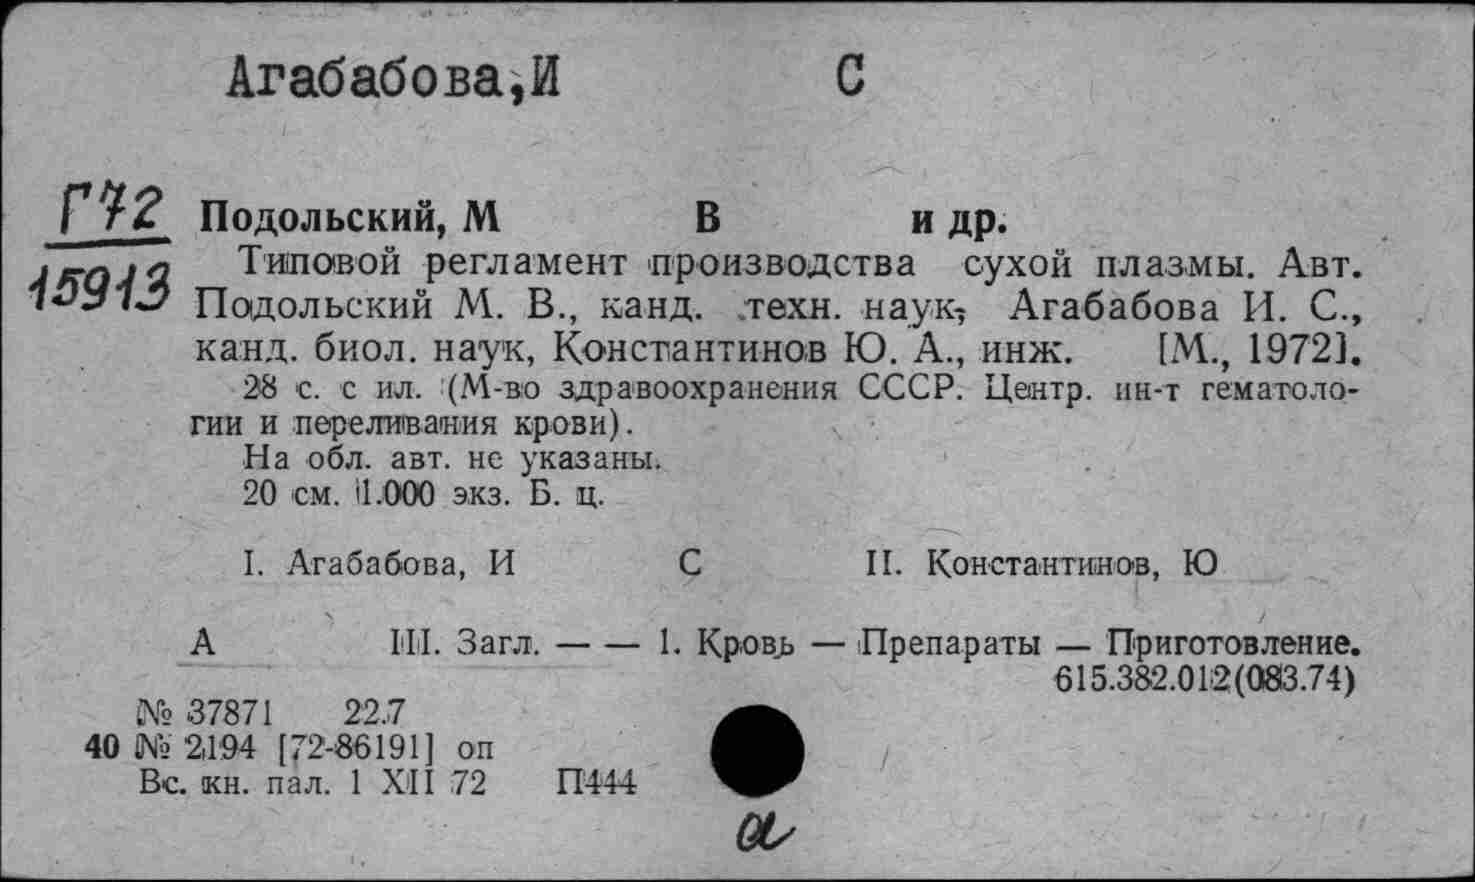 Агабабова,И С
Г72
15913
Подольский, М В и др.
Типовой регламент производства сухой плазмы. Авт.
Подольский М. В., канд. техн. наук, Агабабова И. С.,
канд. биол. наук, Константинов Ю. А., инж. [М., 1972].
28 с. с ил. (М-во здравоохранения СССР. Центр. ин-т гематоло-
гии и переливания крови).
На обл. авт. не указаны.
20 см. 1.000 экз. Б. ц.
I. Агабабова, И С II. Константинов, Ю
А III. Загл. — — 1. Кровь — Препараты — Приготовление.
615.382.012(083.74)
№ 37871 22.7
40 № 2194 [72-86191] оп
Вс. кн. пал. 1 XII 72 П444
а